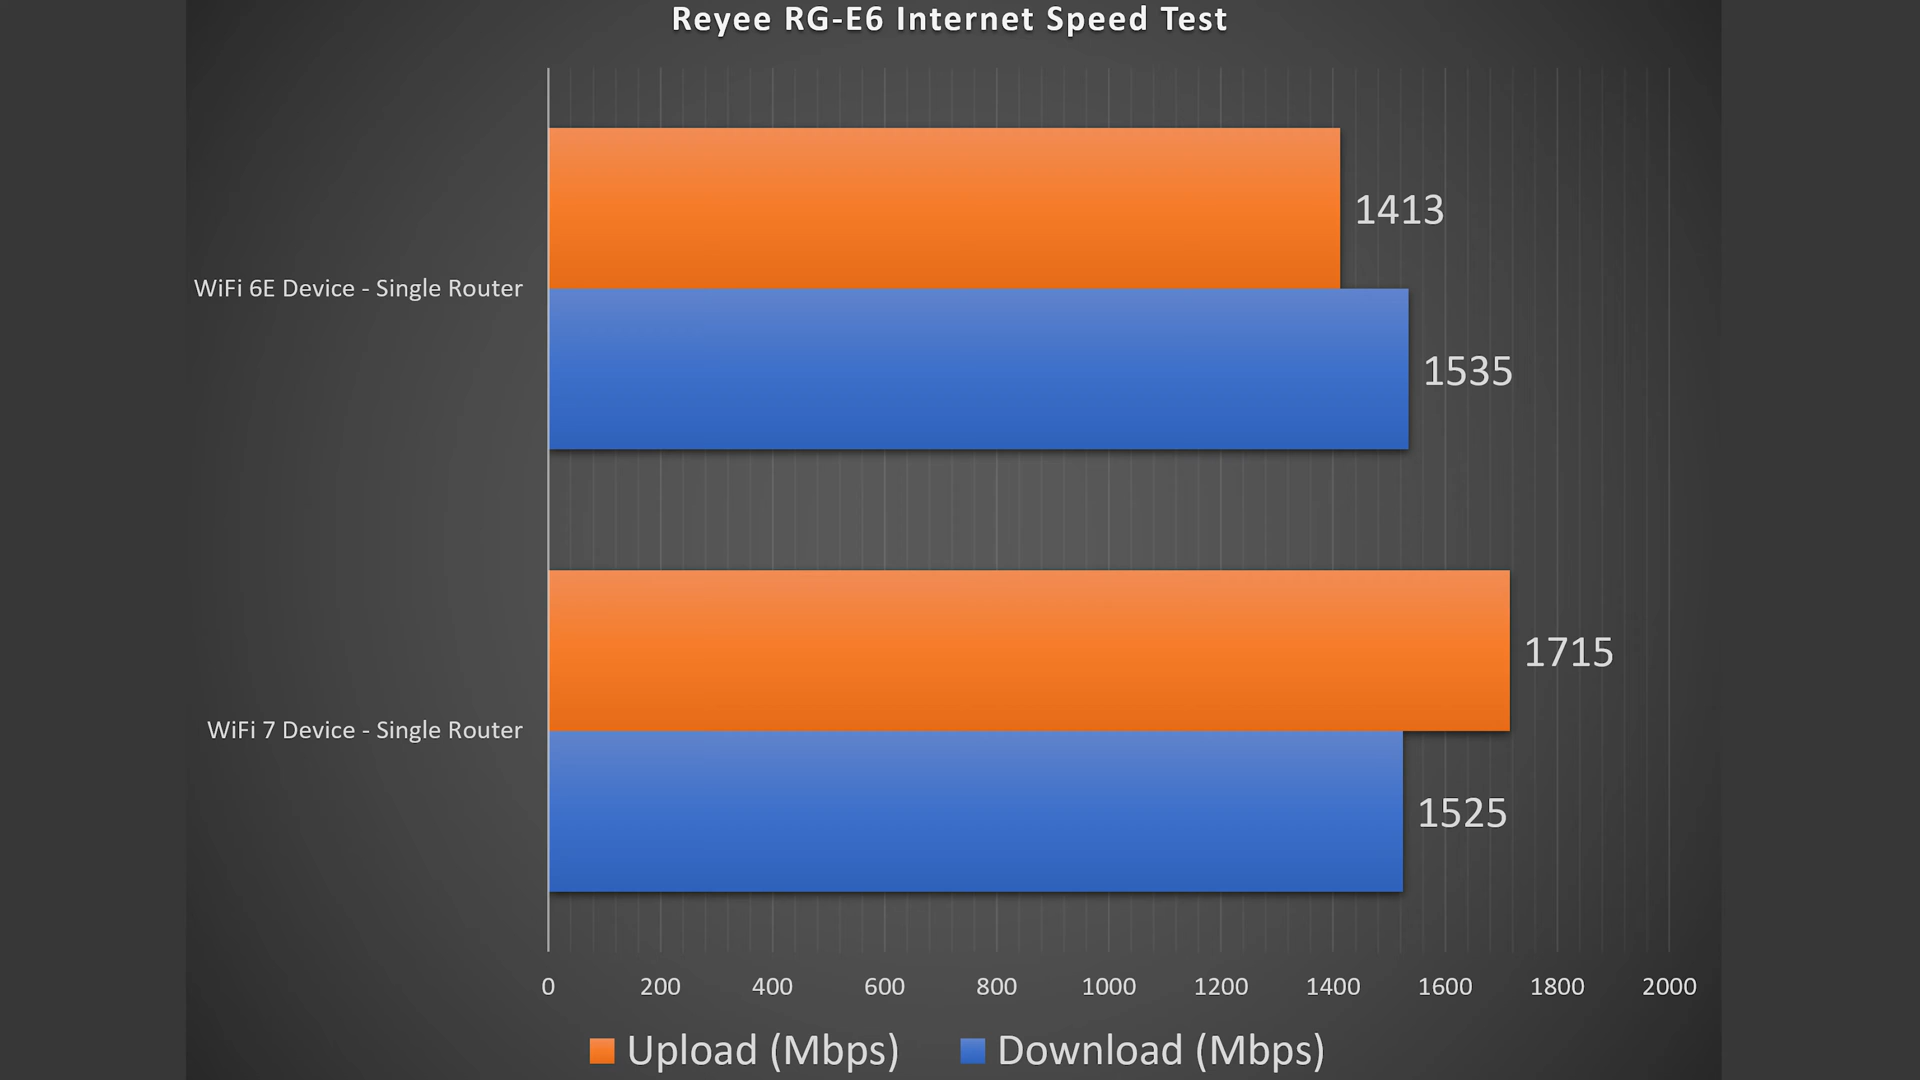 Reyee RG-E6 Internet Speed Test
1413
WiFi 6E Device - Single Router
1535
1715
WiFi 7 Device - Single Router
1525
0 200 400 600 800 1000 1200 1400 1600 1800 2000
Upload (Mbps) Download (Mbps)